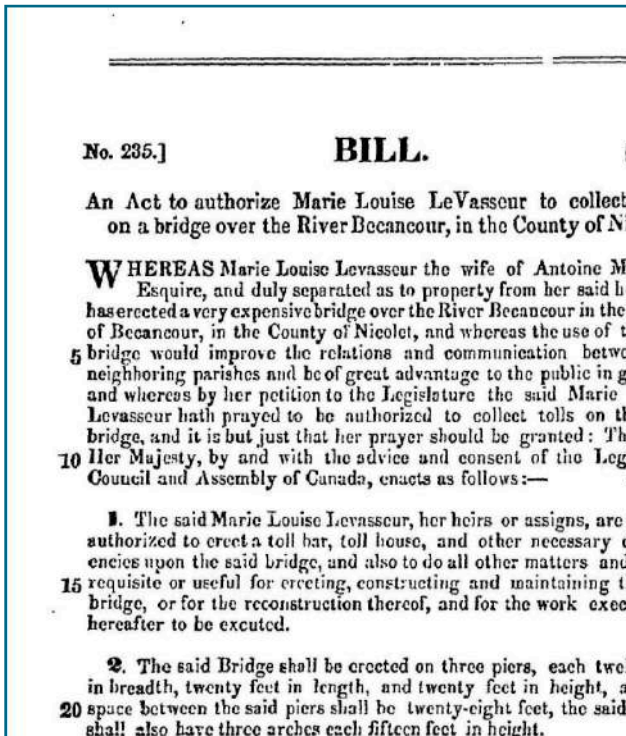 No. 235.]
BILL.
An Act to authorize Marie Louise LeVasseur to collect
on a bridge over the River Becancour, in the County of Ni
WHEREAS Marie Louise Levasseur the wife of Antoine M
Esquire, and duly separated as to property from her said h
has erected a very expensive bridge over the River Becancour in the
of Becancour, in the County of Nicolet, and whereas the use of t
5 bridge would improve the relations and communication betwe
neighboring parishes and be of great advantage to the public in g
and whereas by her petition to the Legislature the said Marie
Levasseur hath prayed to be authorized to collect tolls on th
bridge, and it is but just that her prayer should be granted: Th
10 Her Majesty, by and with the advice and consent of the Leg
Council and Assembly of Canada, enacts as follows:—
1. The said Marie Louise Levasseur, her heirs or assigns, are
authorized to erect a toll bar, toll house, and other necessary
encies upon the said bridge, and also to do all other matters and
15 requisite or useful for erecting, constructing and maintaining t
bridge, or for the reconstruction thereof, and for the work exec
hereafter to be excuted.
2. The said Bridge shall be erected on three piers, each twel
in breadth, twenty feet in length, and twenty feet in height, a
20 space between the said piers shall be twenty-eight feet, the said
shall also have three arches each fifteen feet in height.